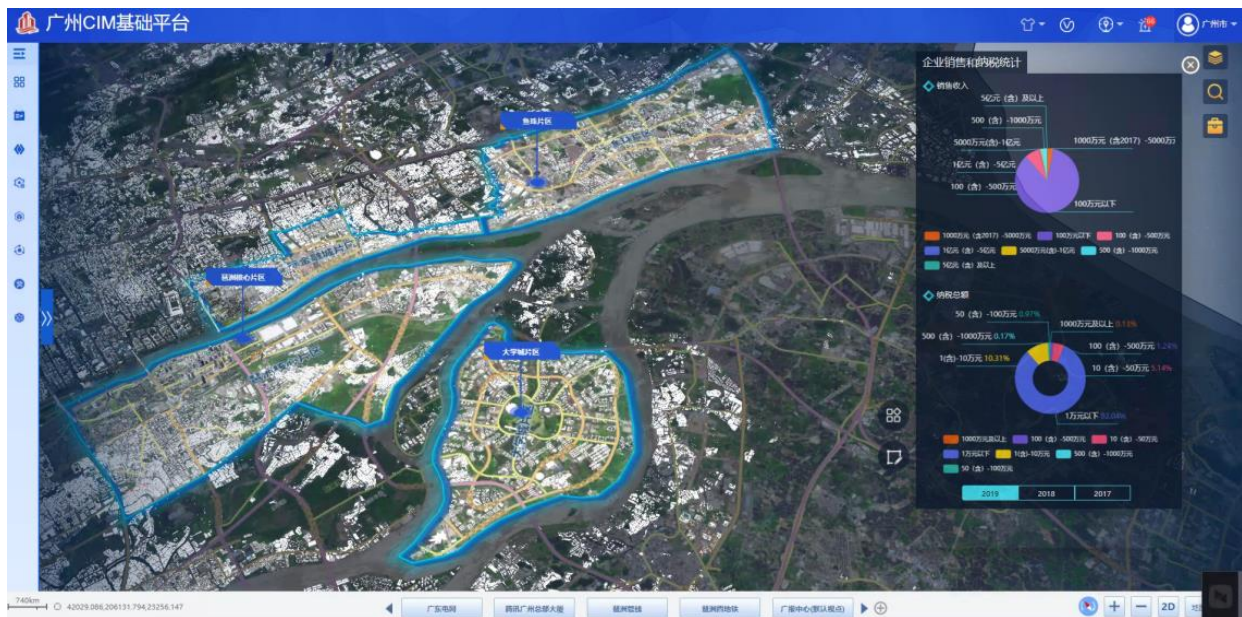 广州CIM基础平台
广州市
企业销售和纳税统计
销售收入
5亿元（含）及以上
500（含）-1000万元
5000万元(含)-1亿元
1000万元（含2017）-5000万
1亿元（含）-5亿元
100（含）-500万元
100万元以下
1000万元（含2017）-5000万元
100万元以下
100（含）-500万元
1亿元（含）-5亿元
5000万元(含)-1亿元
500（含）-1000万元
5亿元（含）及以上
纳税总额
50（含）-100万元 0.97%
1000万元及以上 0.13%
500（含）-1000万元 0.17%
100（含）-500万元 1.24%
1(含)-10万元 10.31%
10（含）-50万元 5.14%
1万元以下
1000万元及以上
100（含）-500万元
10（含）-50万元
1万元以下
1(含)-10万元
500（含）-1000万元
50（含）-100万元
2019
2018
2017
鱼珠片区
琶洲核心片区
大学城片区
740km
42029.086,206131.794,23256.147
广东电网
腾讯广州总部大厦
琶洲管线
琶洲西地铁
广报中心(默认视点)
2D